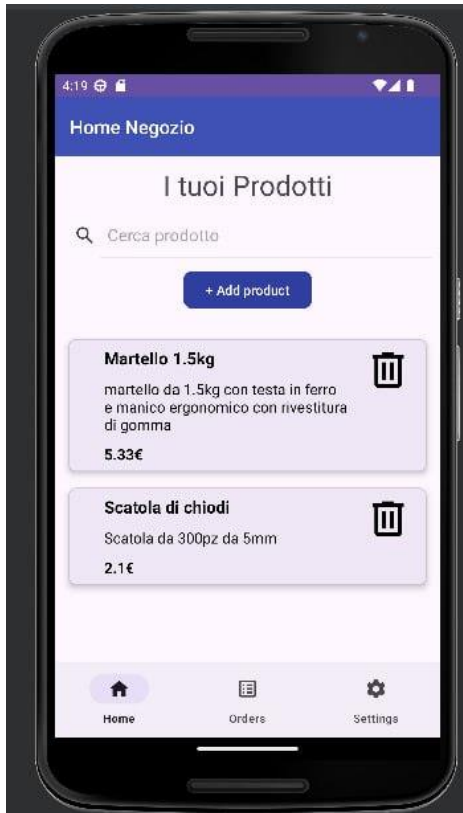 4:19
Home Negozio
I tuoi Prodotti
Cerca prodotto
+ Add product
Martello 1.5kg
martello da 1.5kg con testa in ferro
e manico ergonomico con rivestitura
di gomma
5.33€
Scatola di chiodi
Scatola da 300pz da 5mm
2.1€
Home
Orders
Settings